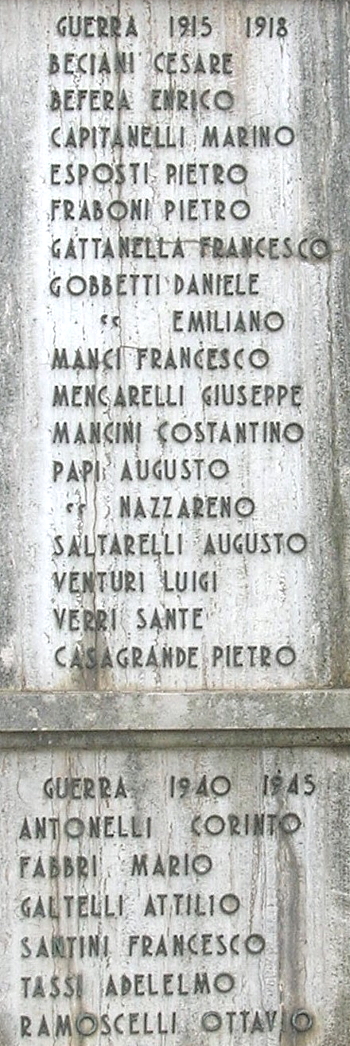 GUERRA 1915 1918
BECIANI CESARE
BEFERA ENRICO
CAPITANELLI MARINO
ESPOSTI PIETRO
FRABONI PIETRO
GATTANELLA FRANCESCO
GOBBETTI DANIELE
" EMILIANO
MANCI FRANCESCO
MENCARELLI GIUSEPPE
MANCINI COSTANTINO
PAPI AUGUSTO
" NAZZARENO
SALTARELLI AUGUSTO
VENTURI LUIGI
VERRI SANTE
CASAGRANDE PIETRO
GUERRA 1940 1945
ANTONELLI CORINTO
FABBRI MARIO
GALTELLI ATTILIO
SANTINI FRANCESCO
TASSI ADELELMO
RAMOSCELLI OTTAVIO